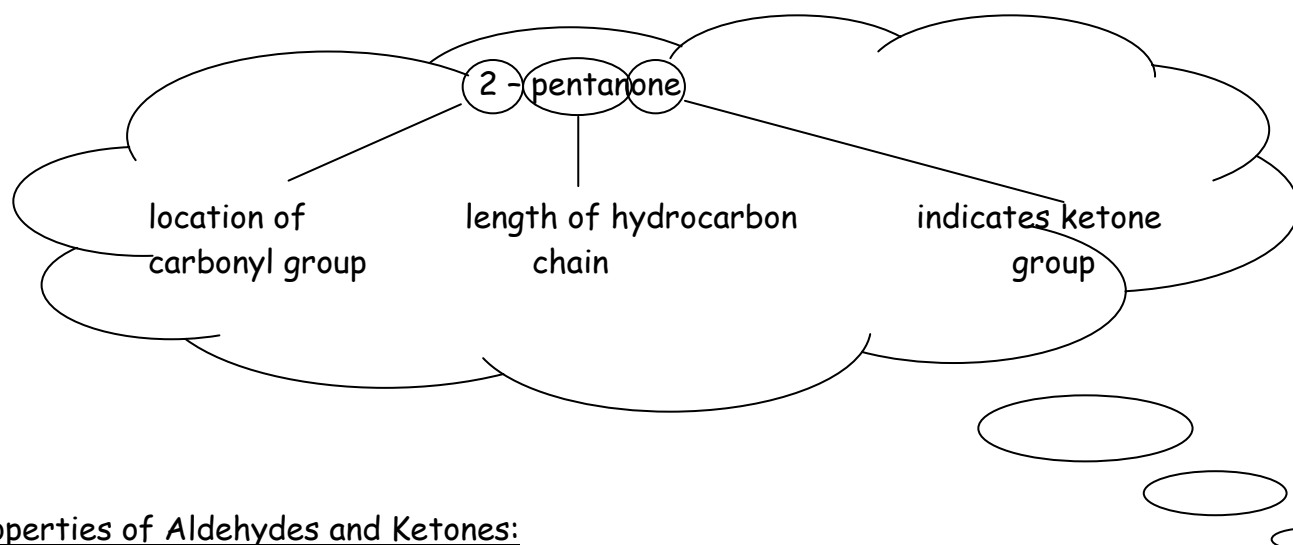 2 – pentanone
location of
carbonyl group
length of hydrocarbon
chain
indicates ketone
group
operties of Aldehydes and Ketones: